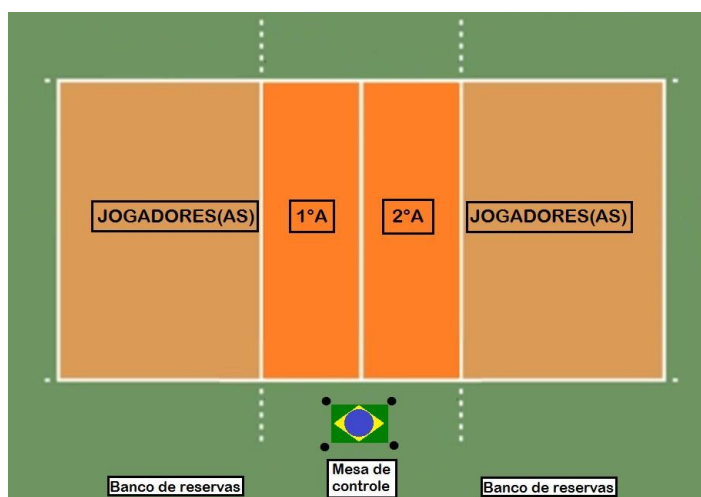 JOGADORES(AS)
1°A
2°A
JOGADORES(AS)
Mesa de
controle
Banco de reservas
Banco de reservas